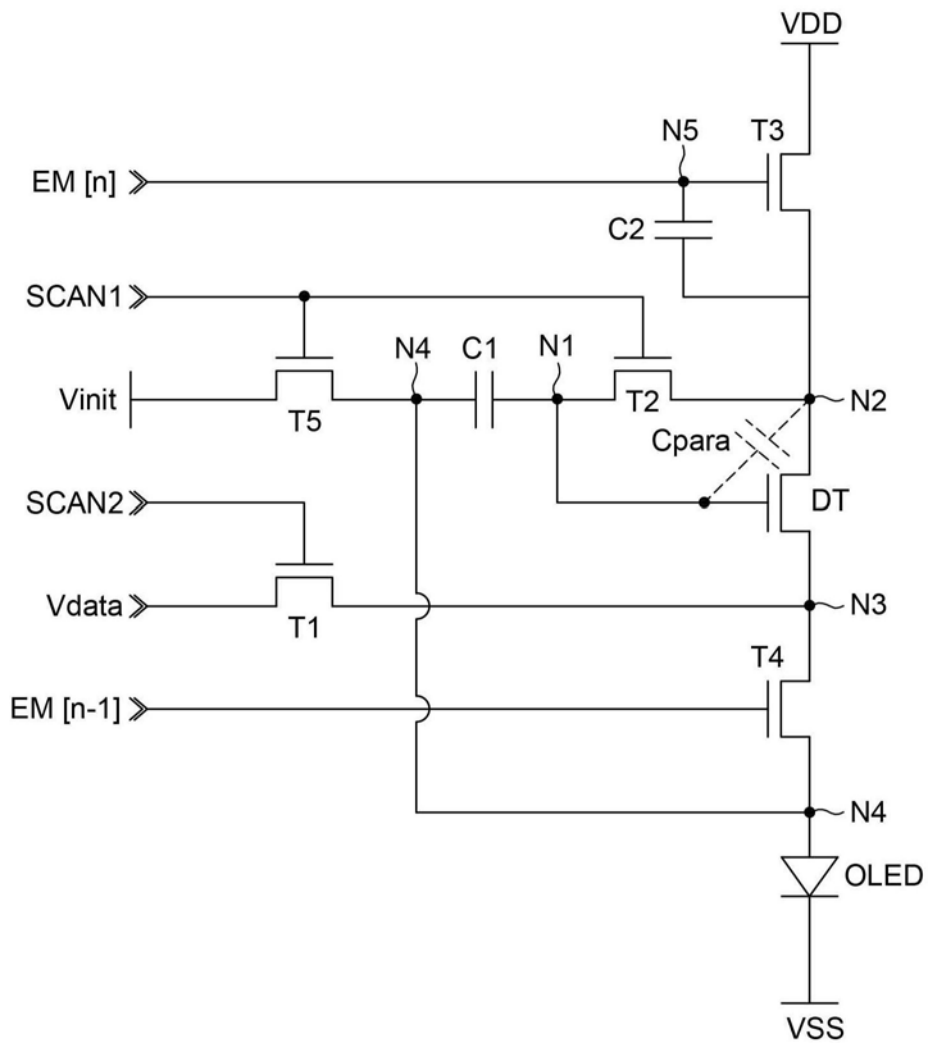 VDD
N5
T3
EM [n]
C2
SCAN1
N4
C1
N1
Vinit
T5
T2
N2
Cpara
SCAN2
DT
Vdata
T1
N3
T4
EM [n-1]
N4
OLED
VSS